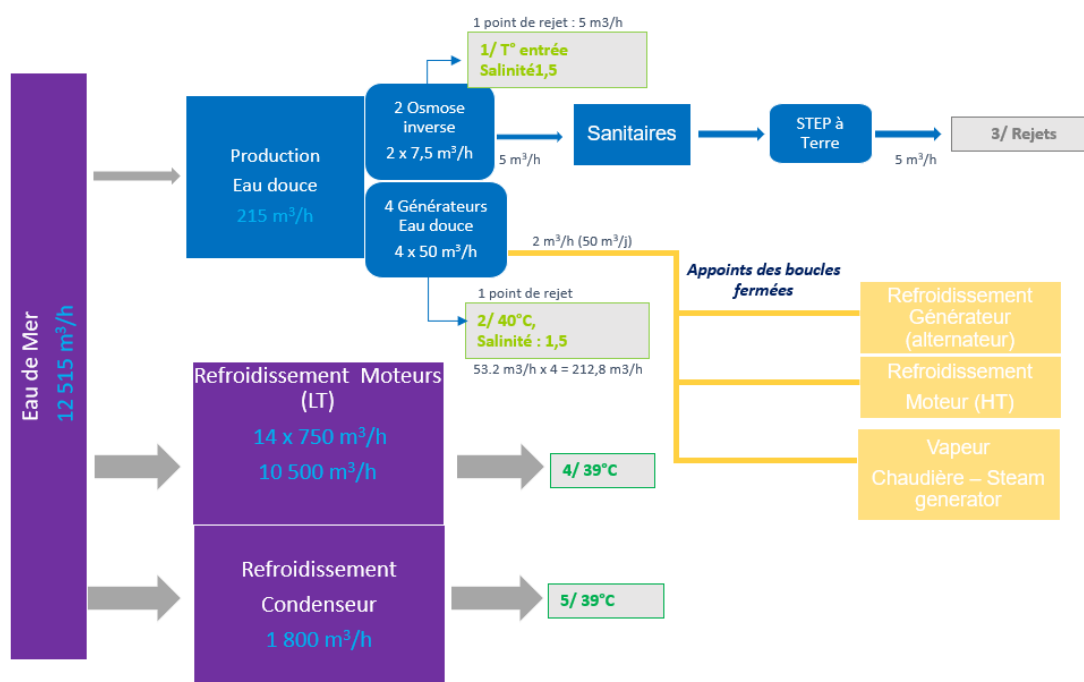 1 point de rejet : 5 m3/h
1/ T° entrée
Salinité1,5
Eau de Mer
12 515 m³/h
Production
Eau douce
215 m³/h
2 Osmose
inverse
2 x 7,5 m³/h
5 m³/h
Sanitaires
STEP à
Terre
5 m³/h
3/ Rejets
4 Générateurs
Eau douce
4 x 50 m³/h
2 m³/h (50 m³/j)
Appoints des boucles
fermées
1 point de rejet
2/ 40°C,
Salinité : 1,5
53.2 m3/h x 4 = 212,8 m3/h
Refroidissement
Générateur
(alternateur)
Refroidissement
Moteur (HT)
Vapeur
Chaudière – Steam
generator
Refroidissement Moteurs
(LT)
14 x 750 m³/h
10 500 m³/h
4/ 39°C
Refroidissement
Condenseur
1 800 m³/h
5/ 39°C